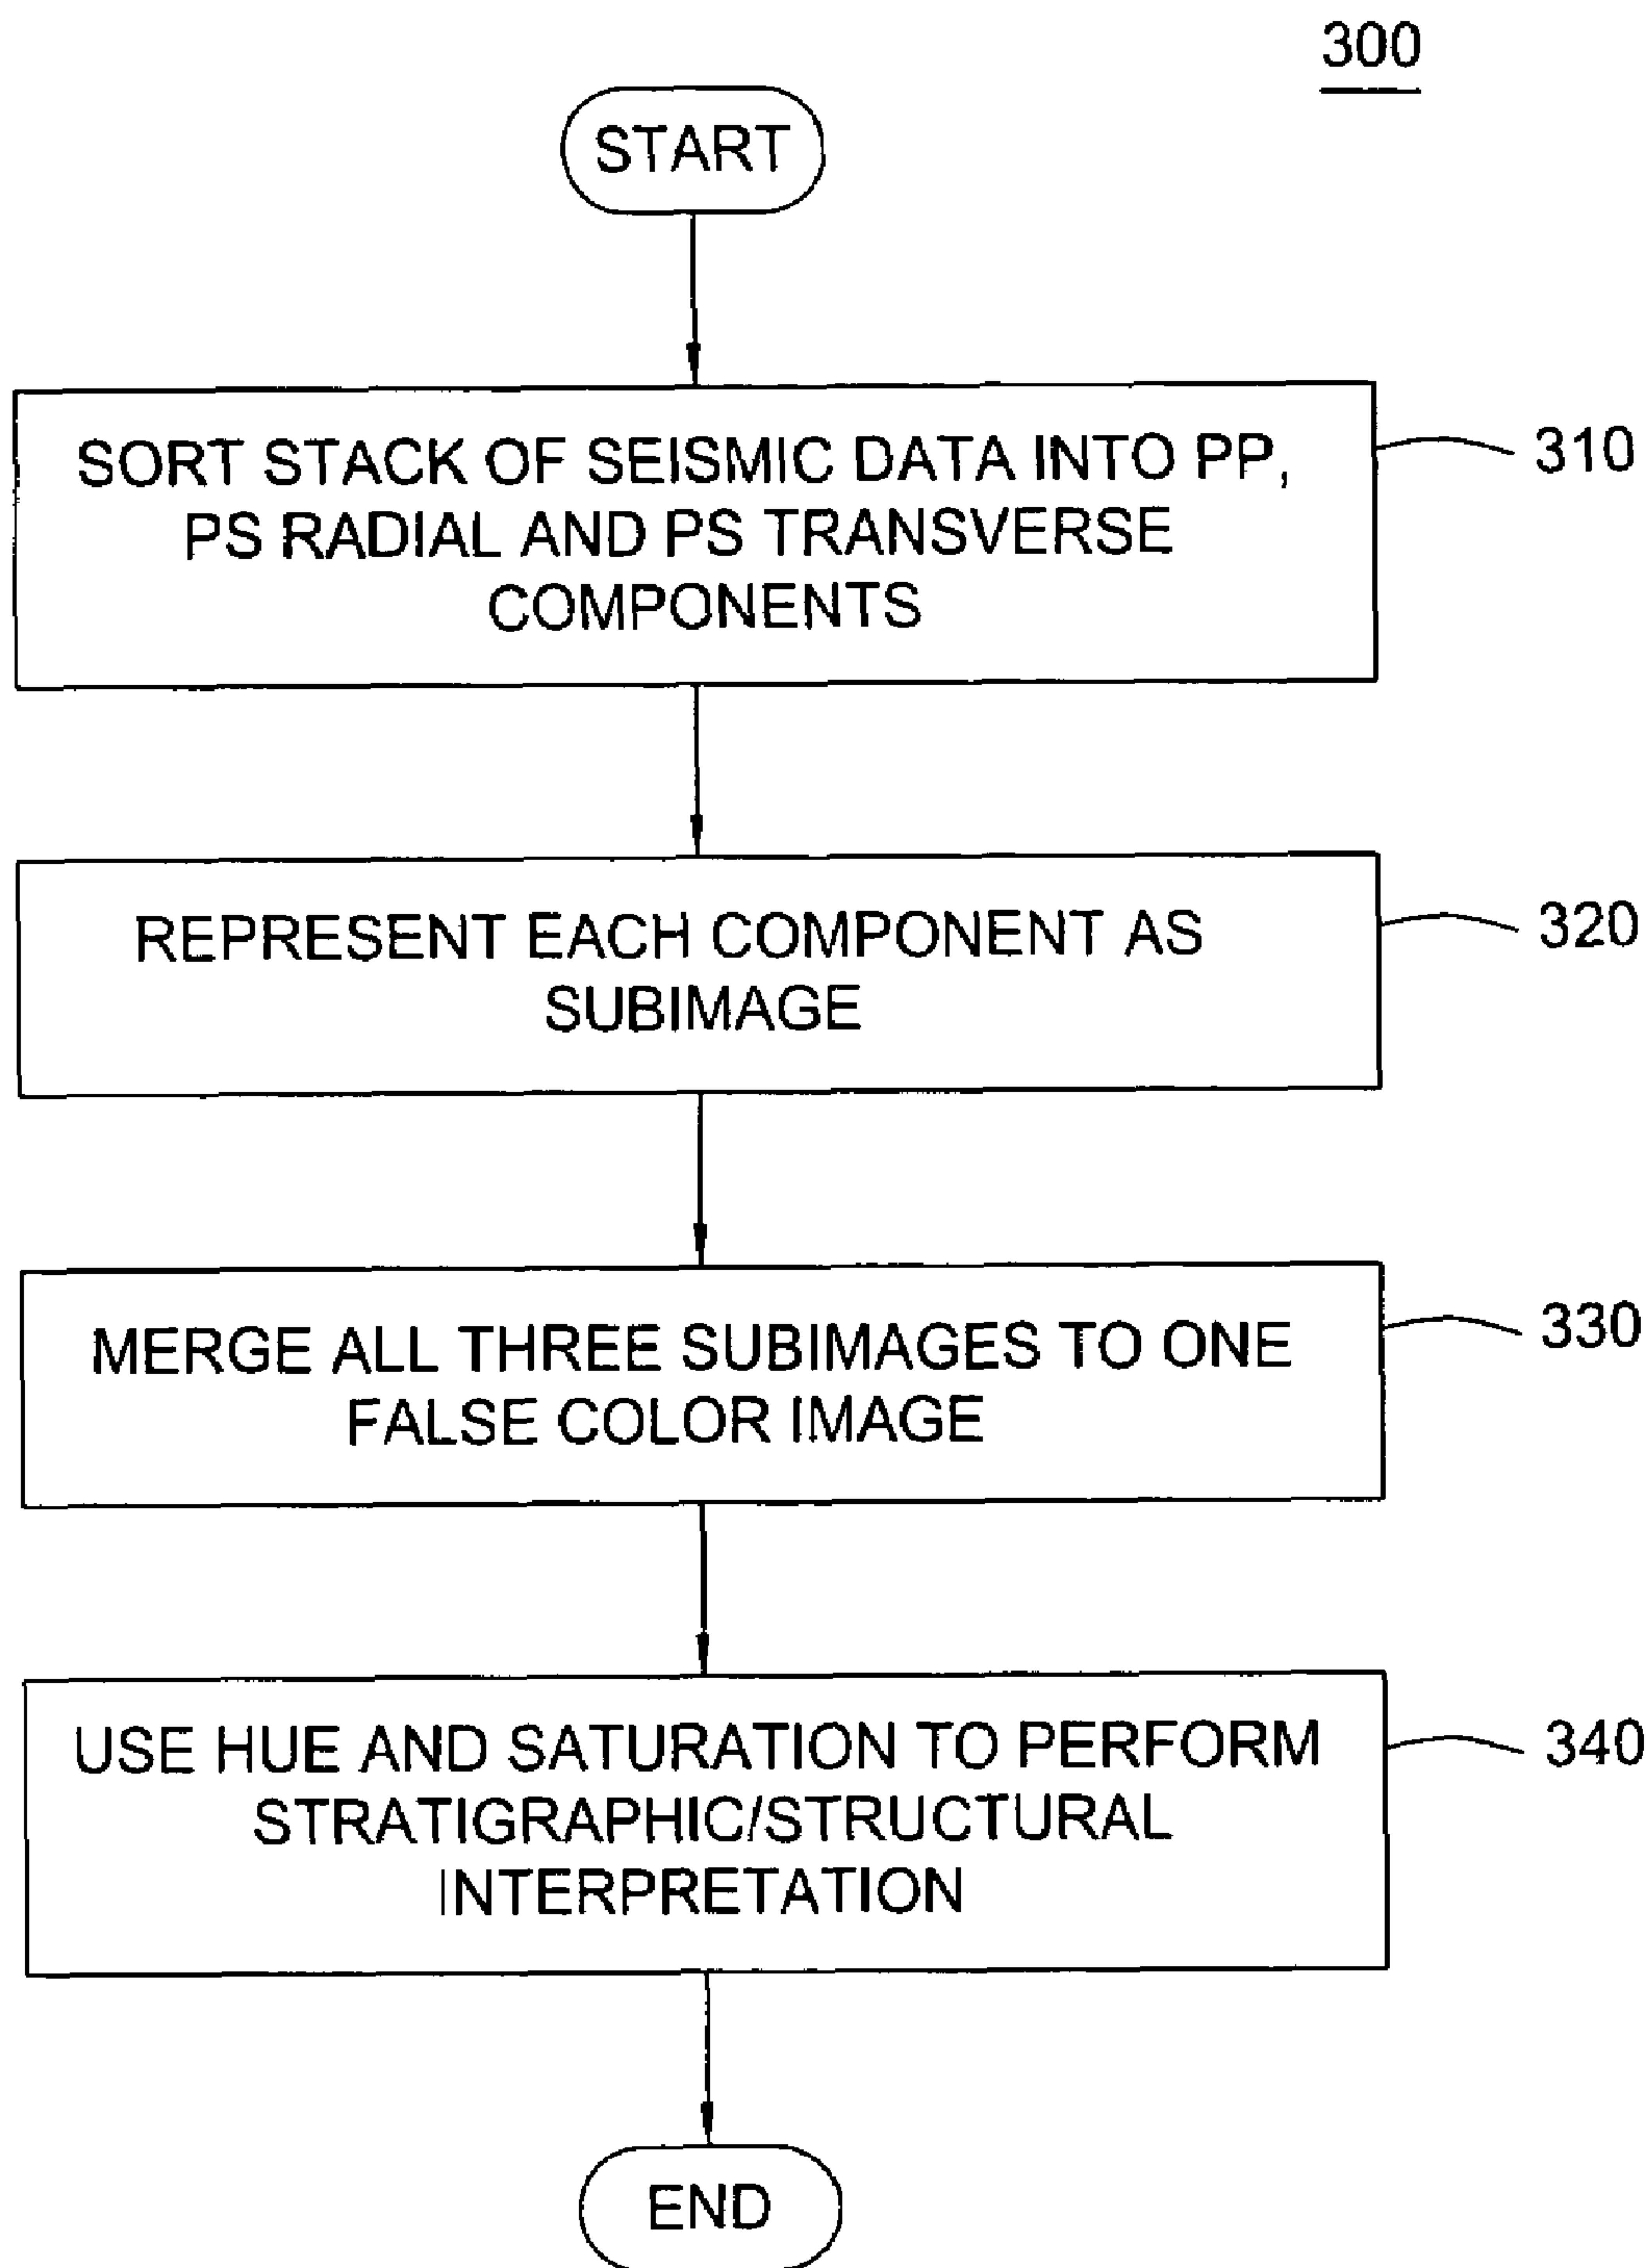 300
START
SORT STACK OF SEISMIC DATA INTO PP,
PS RADIAL AND PS TRANSVERSE
COMPONENTS
310
REPRESENT EACH COMPONENT AS
SUBIMAGE
320
MERGE ALL THREE SUBIMAGES TO ONE
FALSE COLOR IMAGE
330
USE HUE AND SATURATION TO PERFORM
STRATIGRAPHIC/STRUCTURAL
INTERPRETATION
340
END